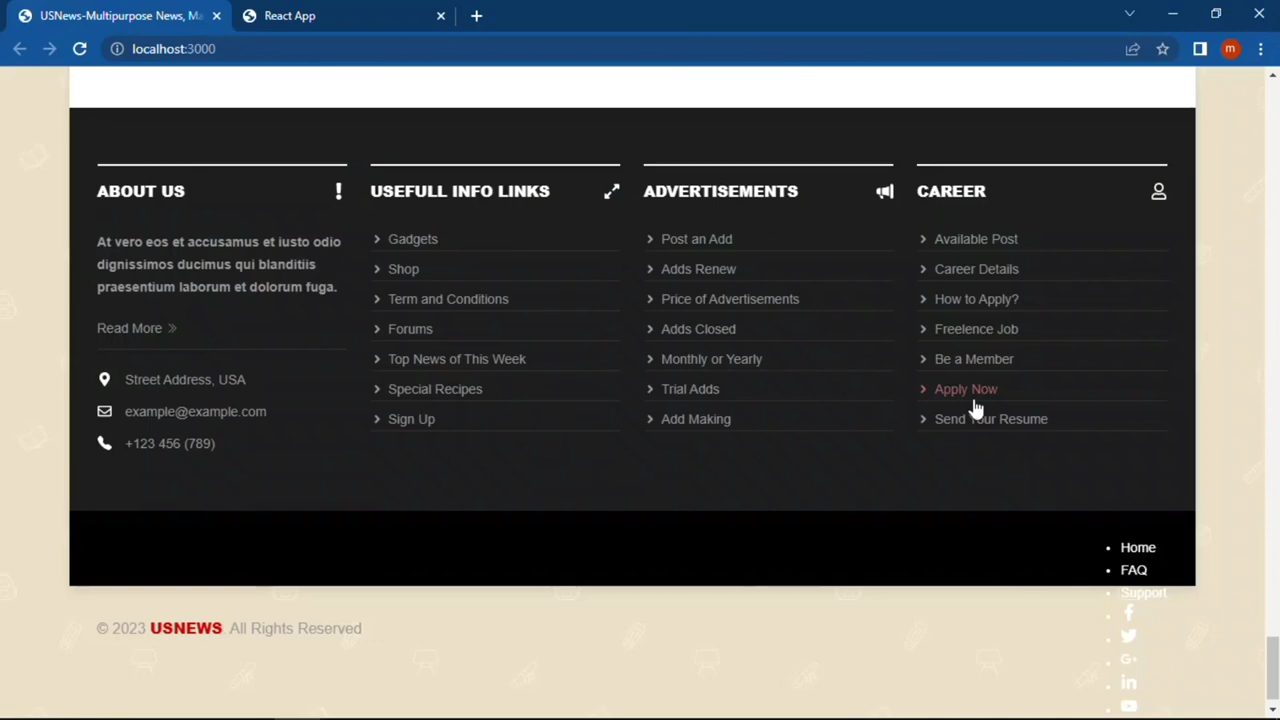 USNews-Multipurpose News, Ma
React App
localhost:3000
m
ABOUT US
At vero eos et accusamus et iusto odio
dignissimos ducimus qui blanditiis
praesentium laborum et dolorum fuga.
Read More
Street Address, USA
example@example.com
+123 456 (789)
USEFULL INFO LINKS
Gadgets
Shop
Term and Conditions
Forums
Top News of This Week
Special Recipes
Sign Up
ADVERTISEMENTS
Post an Add
Adds Renew
Price of Advertisements
Adds Closed
Monthly or Yearly
Trial Adds
Add Making
CAREER
Available Post
Career Details
How to Apply?
Freelence Job
Be a Member
Apply Now
Send Your Resume
Home
FAQ
Support
© 2023 USNEWS. All Rights Reserved